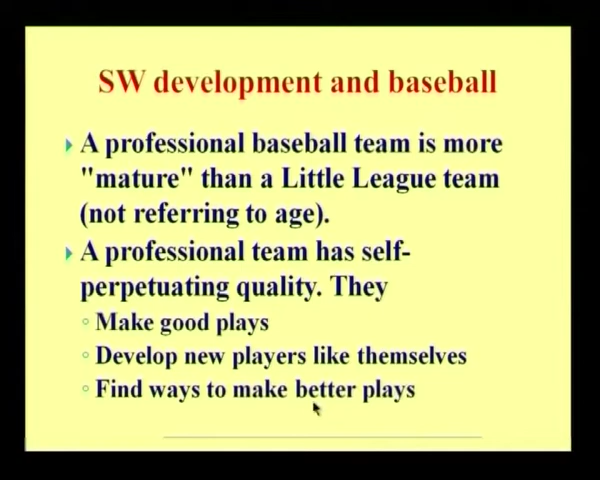 SW development and baseball
A professional baseball team is more
"mature" than a Little League team
(not referring to age).
A professional team has self-
perpetuating quality. They
Make good plays
Develop new players like themselves
Find ways to make better plays